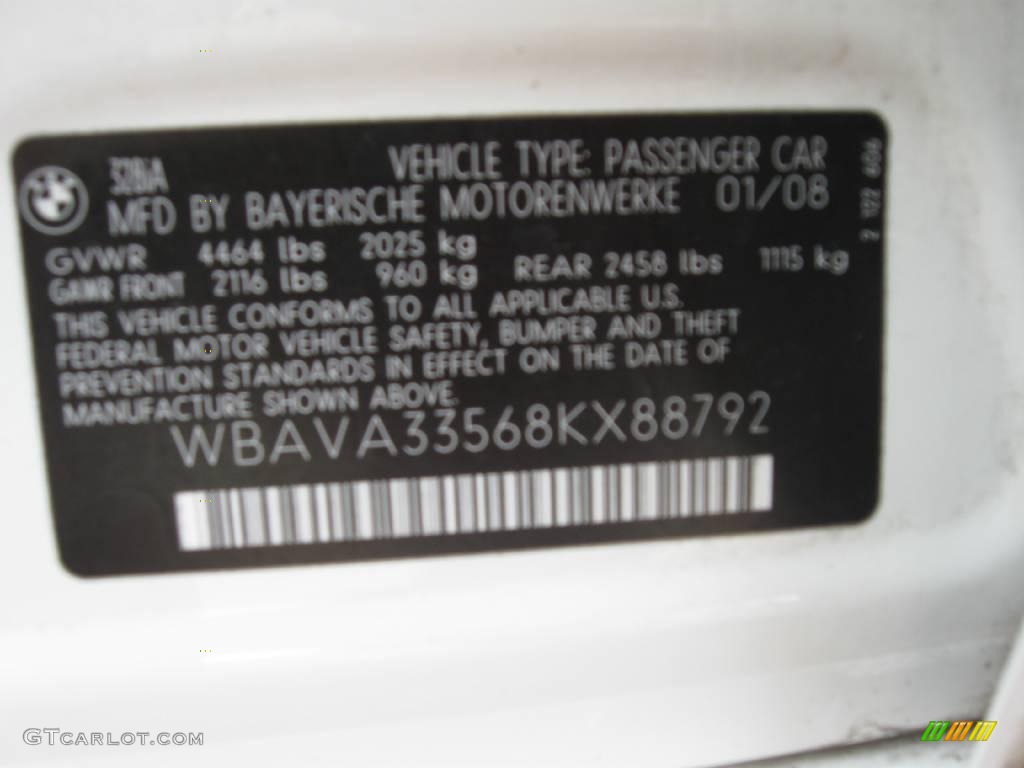 328iA
VEHICLE TYPE: PASSENGER CAR
MFD BY BAYERISCHE MOTORENWERKE 01/08
GVWR 4464 lbs 2025 kg
GAWR FRONT 2116 lbs 960 kg REAR 2458 lbs 1115 kg
THIS VEHICLE CONFORMS TO ALL APPLICABLE U.S.
FEDERAL MOTOR VEHICLE SAFETY, BUMPER AND THEFT
PREVENTION STANDARDS IN EFFECT ON THE DATE OF
MANUFACTURE SHOWN ABOVE.
WBAVA33568KX88792
GTCARLOT.COM